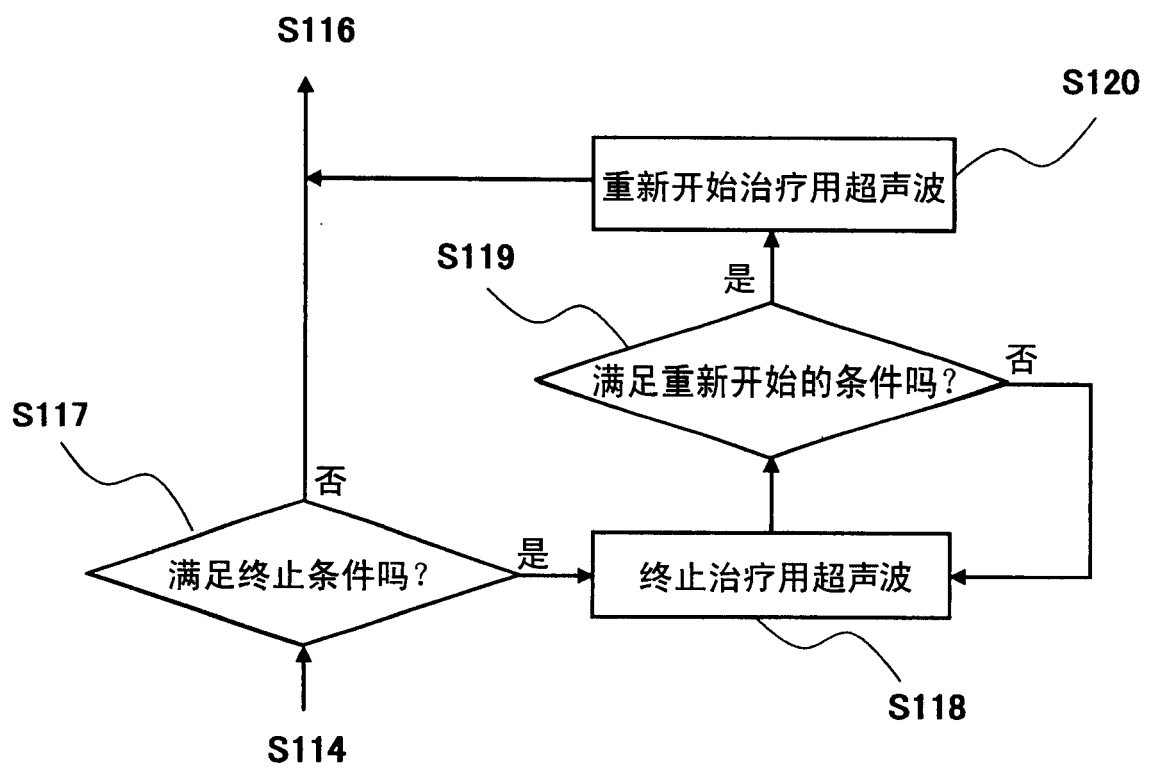 S116
S120
重新开始治疗用超声波
S119
是
满足重新开始的条件吗？
否
S117
否
满足终止条件吗？
是
终止治疗用超声波
S118
S114